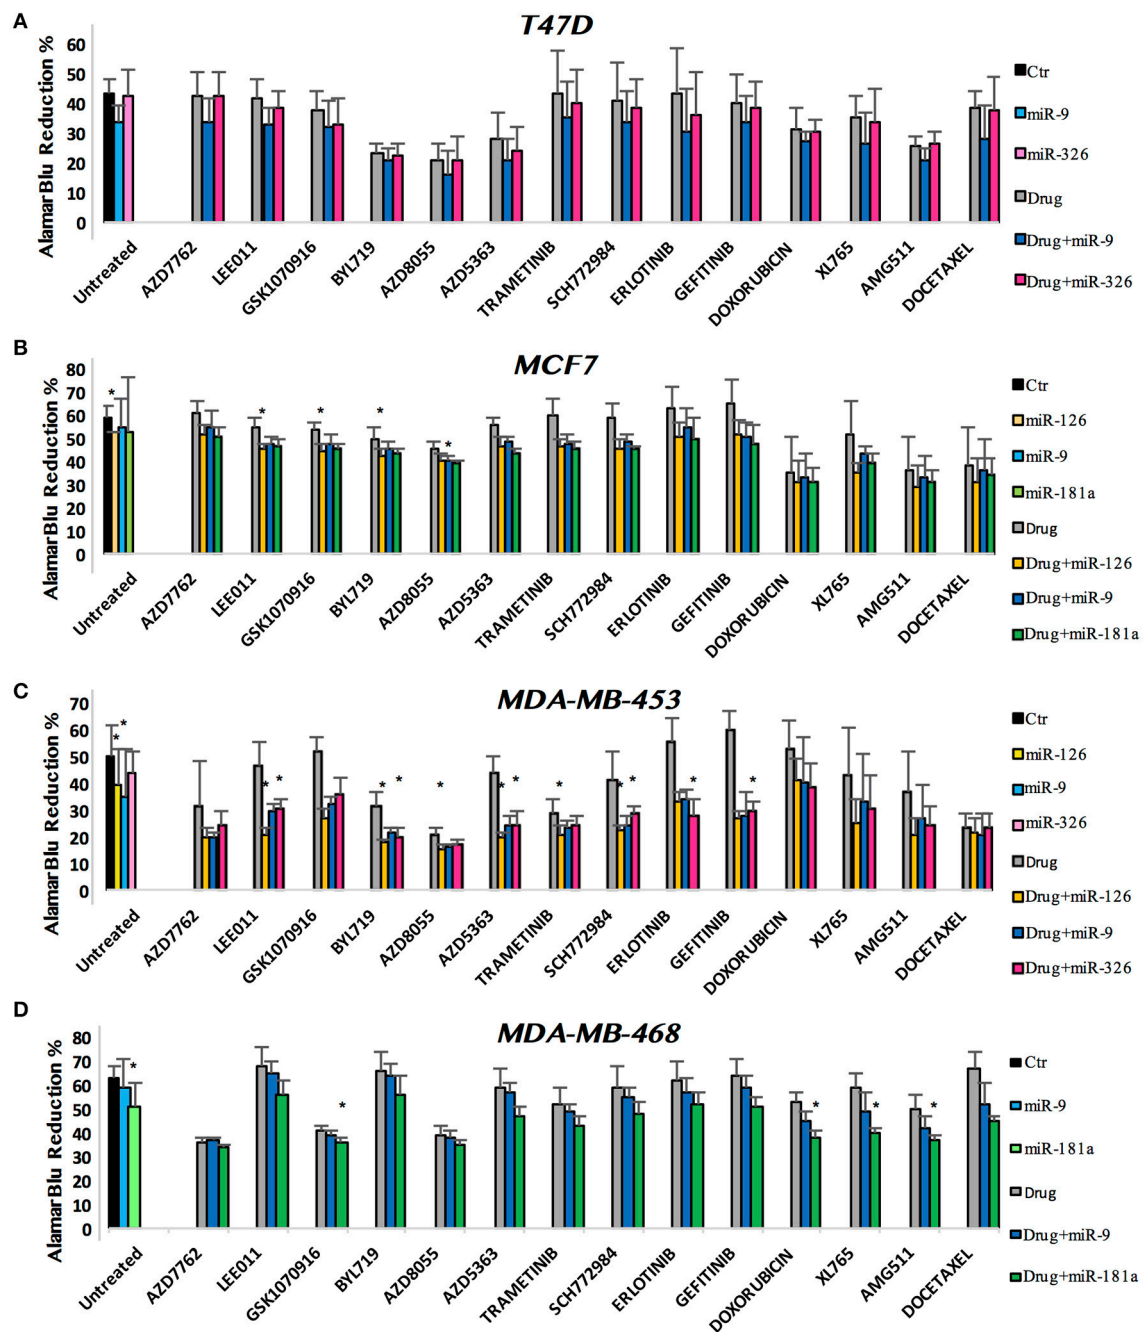 A
T47D
AlamarBlu Reduction %
60
50
40
30
20
10
0
Untreated
AZD7762
LEE011
GSK1070916
BYL719
AZD8055
AZD5363
TRAMETINIB
SCH772984
ERLOTINIB
GEFITINIB
DOXORUBICIN
XL765
AMG511
DOCETAXEL
Ctr
miR-9
miR-326
Drug
Drug+miR-9
Drug+miR-326
B
MCF7
AlamarBlu Reduction %
80
70
60
50
40
30
20
10
0
*
*
*
*
*
Untreated
AZD7762
LEE011
GSK1070916
BYL719
AZD8055
AZD5363
TRAMETINIB
SCH772984
ERLOTINIB
GEFITINIB
DOXORUBICIN
XL765
AMG511
DOCETAXEL
Ctr
miR-126
miR-9
miR-181a
Drug
Drug+miR-126
Drug+miR-9
Drug+miR-181a
C
MDA-MB-453
AlamarBlu Reduction %
70
60
50
40
30
20
10
0
* *
* *
* *
*
* *
*
* *
*
*
Untreated
AZD7762
LEE011
GSK1070916
BYL719
AZD8055
AZD5363
TRAMETINIB
SCH772984
ERLOTINIB
GEFITINIB
DOXORUBICIN
XL765
AMG511
DOCETAXEL
Ctr
miR-126
miR-9
miR-326
Drug
Drug+miR-126
Drug+miR-9
Drug+miR-326
D
MDA-MB-468
AlamarBlu Reduction %
80
70
60
50
40
30
20
10
0
*
*
*
*
*
Untreated
AZD7762
LEE011
GSK1070916
BYL719
AZD8055
AZD5363
TRAMETINIB
SCH772984
ERLOTINIB
GEFITINIB
DOXORUBICIN
XL765
AMG511
DOCETAXEL
Ctr
miR-9
miR-181a
Drug
Drug+miR-9
Drug+miR-181a